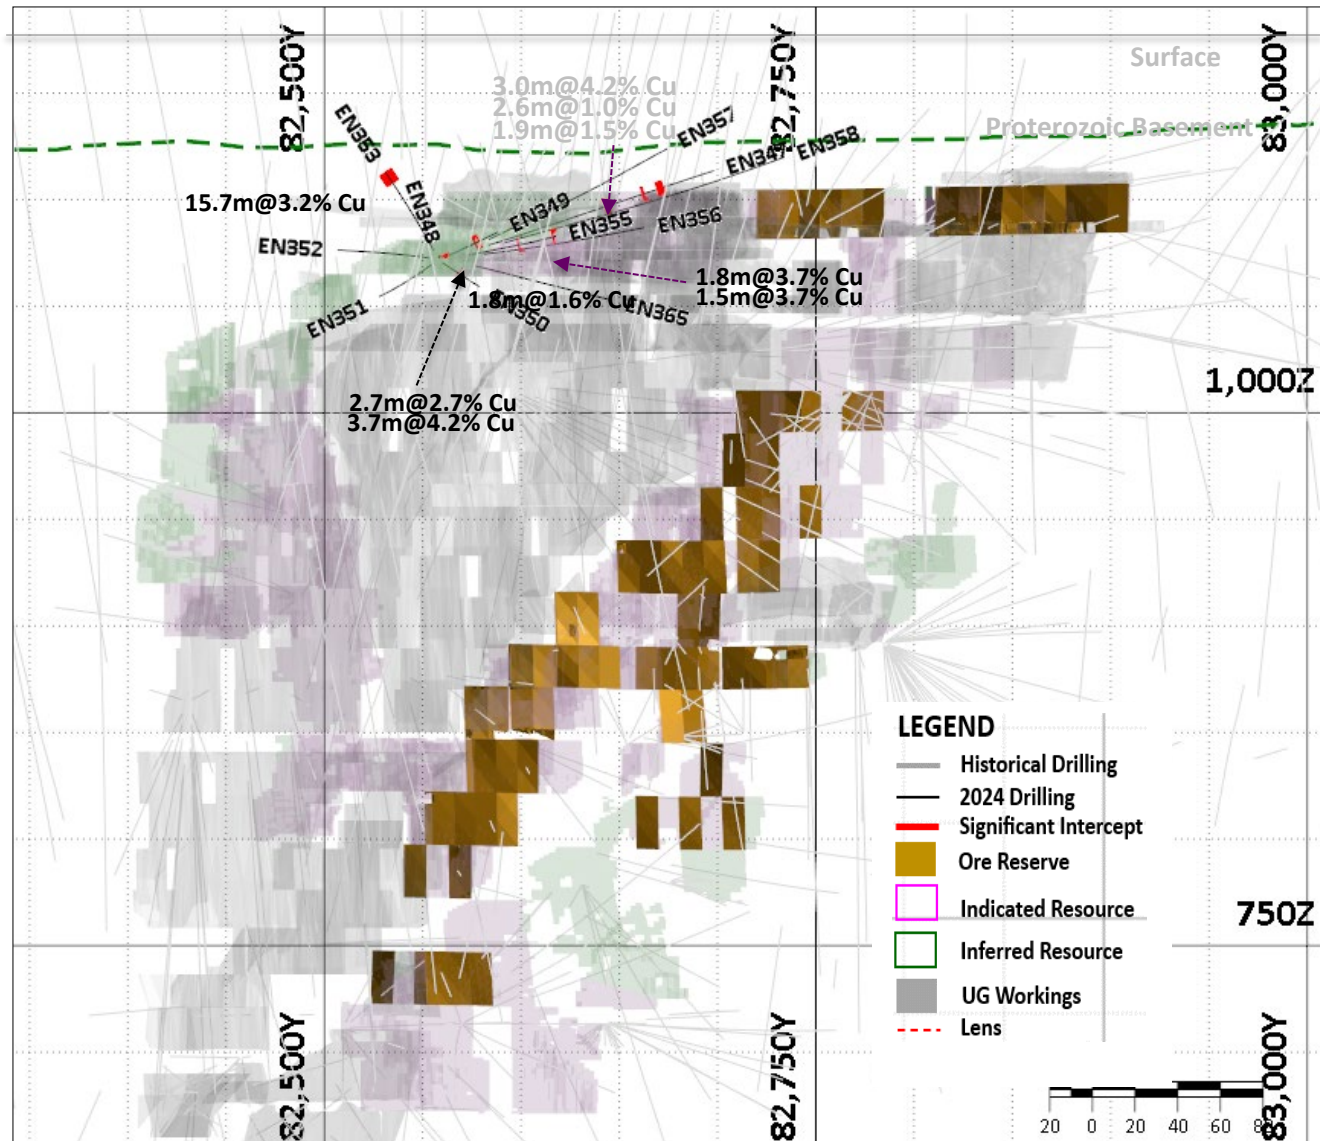 82,500Y
82,750Y
83,000Y
Surface
3.0m@4.2% Cu
2.6m@1.0% Cu
1.9m@1.5% Cu
Proterozoic Basement
EN353
EN357
EN347
EN358
15.7m@3.2% Cu
EN348
EN349
EN355
EN356
EN352
1.8m@3.7% Cu
1.5m@3.7% Cu
1.8m@1.6% Cu
EN351
EN350
EN365
1,000Z
2.7m@2.7% Cu
3.7m@4.2% Cu
LEGEND
Historical Drilling
2024 Drilling
Significant Intercept
Ore Reserve
Indicated Resource
Inferred Resource
UG Workings
Lens
750Z
82,500Y
82,750Y
83,000Y
20 0 20 40 60 80